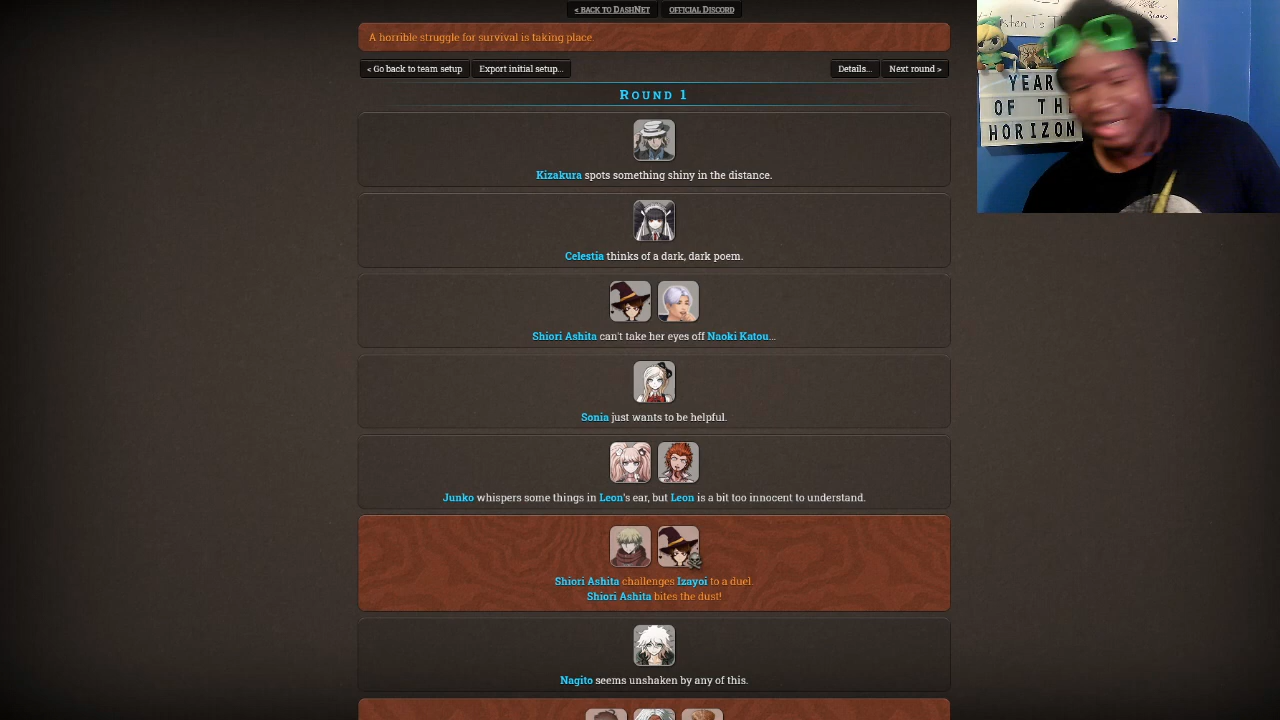 < BACK TO DASHNET
OFFICIAL DISCORD
A horrible struggle for survival is taking place.
< Go back to team setup
Export initial setup...
Details...
Next round >
ROUND 1
Kizakura spots something shiny in the distance.
Celestia thinks of a dark, dark poem.
Shiori Ashita can't take her eyes off Naoki Katou...
Sonia just wants to be helpful.
Junko whispers some things in Leon's ear, but Leon is a bit too innocent to understand.
Shiori Ashita challenges Izayoi to a duel.
Shiori Ashita bites the dust!
Nagito seems unshaken by any of this.
YEAR
OF THE
HORIZON